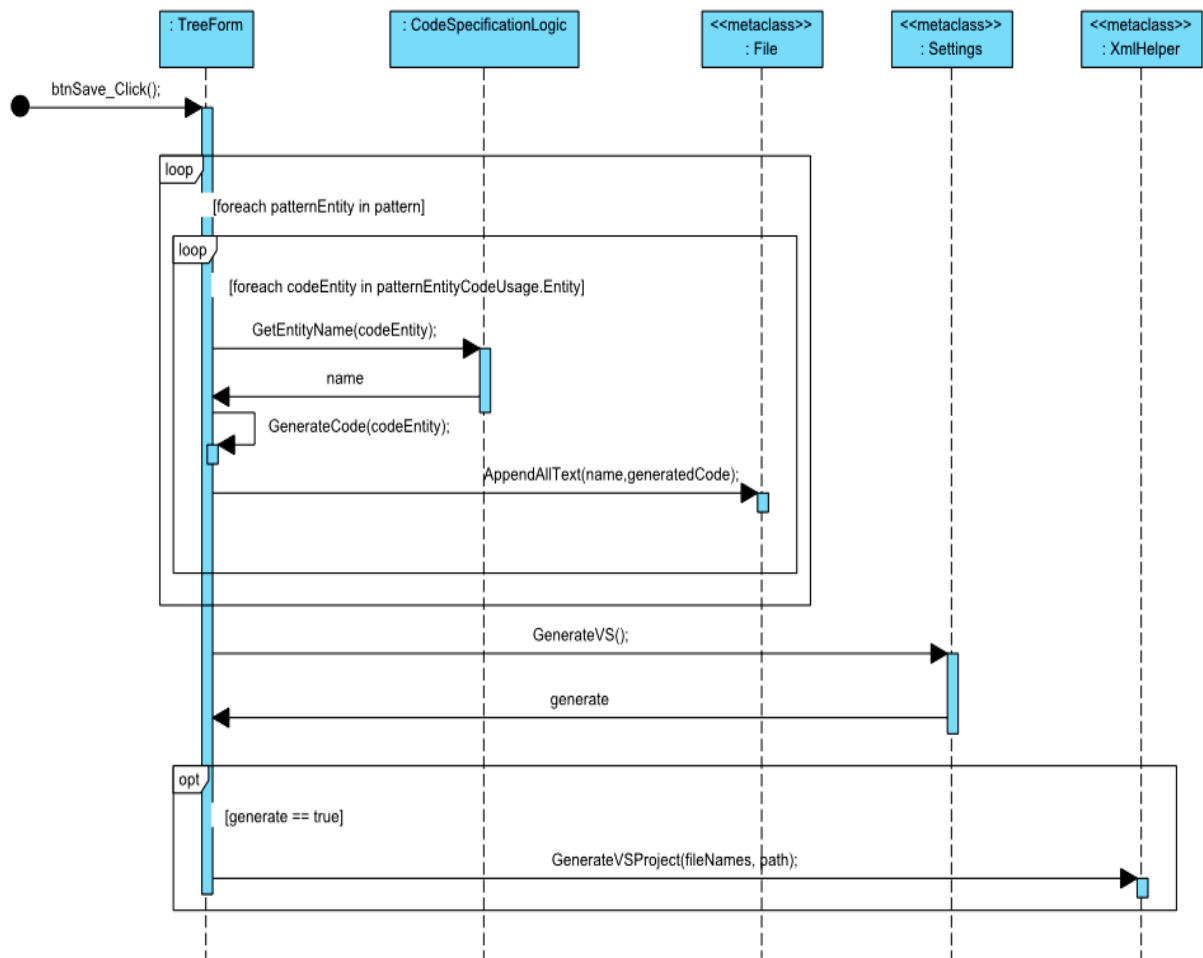 : TreeForm
: CodeSpecificationLogic
<<metaclass>>
: File
<<metaclass>>
: Settings
<<metaclass>>
: XmlHelper
btnSave_Click();
loop
[foreach patternEntity in pattern]
loop
[foreach codeEntity in patternEntityCodeUsage.Entity]
GetEntityName(codeEntity);
name
GenerateCode(codeEntity);
AppendAllText(name,generatedCode);
GenerateVS();
generate
opt
[generate == true]
GenerateVSProject(fileNames, path);